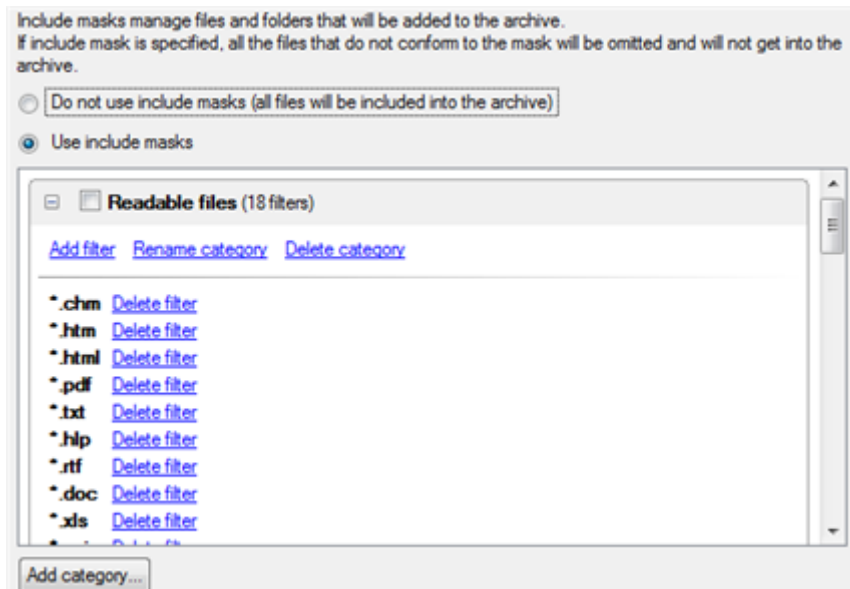 Include masks manage files and folders that will be added to the archive.
If include mask is specified, all the files that do not conform to the mask will be omitted and will not get into the
archive.
Do not use include masks (all files will be included into the archive)
Use include masks
Readable files (18 filters)
Add filter Rename category Delete category
*.chm Delete filter
*.htm Delete filter
*.html Delete filter
*.pdf Delete filter
*.txt Delete filter
*.hlp Delete filter
*.rtf Delete filter
*.doc Delete filter
*.xls Delete filter
Add category...